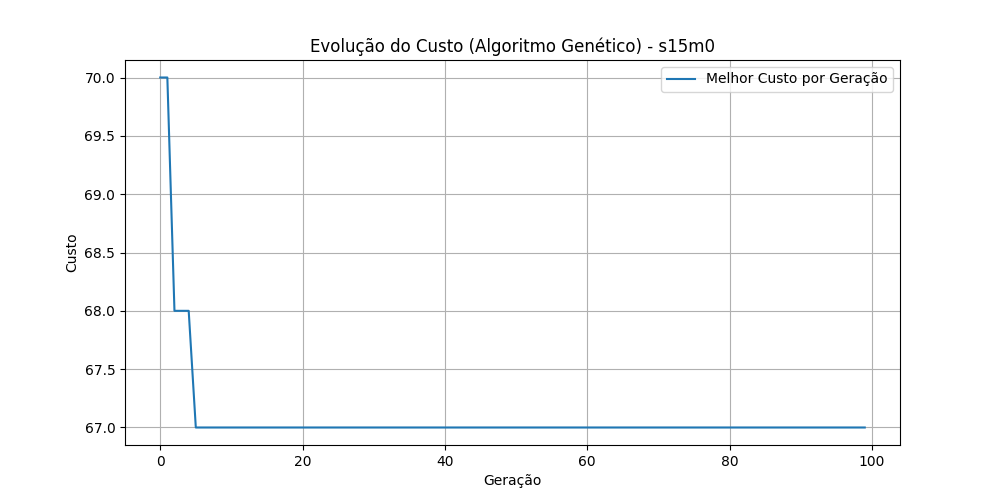 Evolução do Custo (Algoritmo Genético) - s15m0
Melhor Custo por Geração
70.0
69.5
69.0
68.5
68.0
67.5
67.0
Custo
0 20 40 60 80 100
Geração